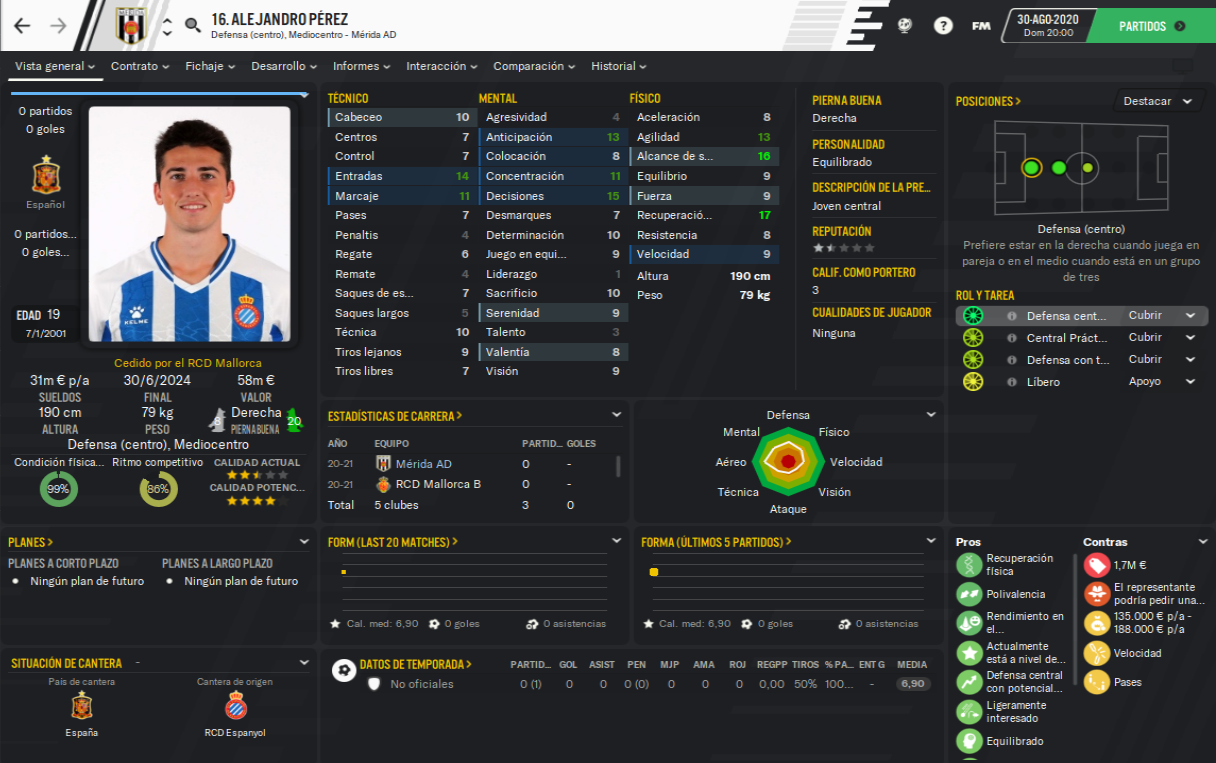 16. ALEJANDRO PÉREZ
Defensa (centro), Mediocentro - Mérida AD
?
FM
30-AGO-2020
Dom 20:00
PARTIDOS
Vista general
Contrato
Fichaje
Desarrollo
Informes
Interacción
Comparación
Historial
0 partidos
0 goles
Español
0 partidos...
0 goles...
EDAD 19
7/1/2001
KELME
Cedido por el RCD Mallorca
31m € p/a
SUELDOS
30/6/2024
FINAL
58m €
VALOR
190 cm
ALTURA
79 kg
PESO
8
Derecha
PIERNA BUENA
20
Defensa (centro), Mediocentro
Condición física...
99%
Ritmo competitivo
86%
CALIDAD ACTUAL
CALIDAD POTENC...
TÉCNICO
Cabeceo 10
Centros 7
Control 7
Entradas 14
Marcaje 11
Pases 7
Penaltis 4
Regate 6
Remate 4
Saques de es... 7
Saques largos 5
Técnica 10
Tiros lejanos 9
Tiros libres 7
MENTAL
Agresividad 4
Anticipación 13
Colocación 8
Concentración 11
Decisiones 15
Desmarques 7
Determinación 10
Juego en equi... 9
Liderazgo 1
Sacrificio 10
Serenidad 9
Talento 3
Valentía 8
Visión 9
FÍSICO
Aceleración 8
Agilidad 13
Alcance de s... 16
Equilibrio 9
Fuerza 9
Recuperació... 17
Resistencia 8
Velocidad 9
Altura 190 cm
Peso 79 kg
PIERNA BUENA
Derecha
PERSONALIDAD
Equilibrado
DESCRIPCIÓN DE LA PRE...
Joven central
REPUTACIÓN
CALIF. COMO PORTERO
3
CUALIDADES DE JUGADOR
Ninguna
POSICIONES >
Destacar
Defensa (centro)
Prefiere estar en la derecha cuando juega en
pareja o en el medio cuando está en un grupo
de tres
ROL Y TAREA
Defensa cent... Cubrir
Central Práct... Cubrir
Defensa con t... Cubrir
Líbero Apoyo
ESTADÍSTICAS DE CARRERA >
AÑO EQUIPO PARTID... GOLES
20-21 Mérida AD 0 -
20-21 RCD Mallorca B 0 -
Total 5 clubes 3 0
Defensa
Mental
Físico
Aéreo
Velocidad
Técnica
Visión
Ataque
PLANES >
PLANES A CORTO PLAZO
Ningún plan de futuro
PLANES A LARGO PLAZO
Ningún plan de futuro
FORM (LAST 20 MATCHES) >
Cal. med: 6,90
0 goles
0 asistencias
FORMA (ÚLTIMOS 5 PARTIDOS) >
Cal. med: 6,90
0 goles
0 asistencias
Pros
Recuperación
física
Polivalencia
Rendimiento en
el...
Actualmente
está a nivel de...
Defensa central
con potencial...
Ligeramente
interesado
Equilibrado
Contras
1,7M €
El representante
podría pedir una...
135.000 € p/a -
188.000 € p/a
Velocidad
Pases
SITUACIÓN DE CANTERA -
País de cantera
España
Cantera de origen
RCD Espanyol
DATOS DE TEMPORADA >
PARTID... GOL ASIST PEN MJP AMA ROJ REGPP TIROS % PA... ENT G MEDIA
No oficiales 0 (1) 0 0 0 (0) 0 0 0 0,00 50% 100... - 6,90